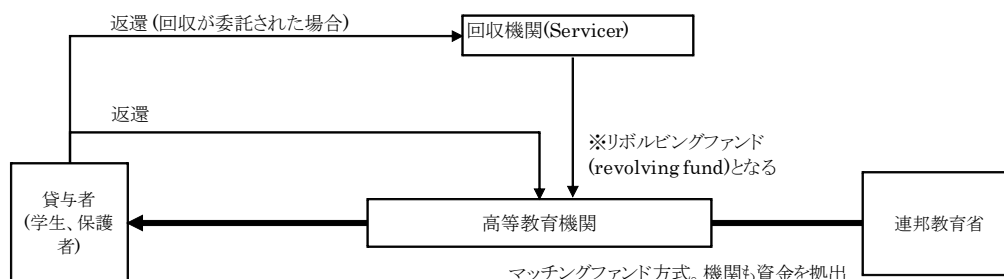 返還 (回収が委託された場合)
回収機関(Servicer)
返還
※リボルビングファンド
(revolving fund)となる
貸与者
(学生、保護
者)
高等教育機関
連邦教育省
マッチングファンド方式。機関も資金を拠出